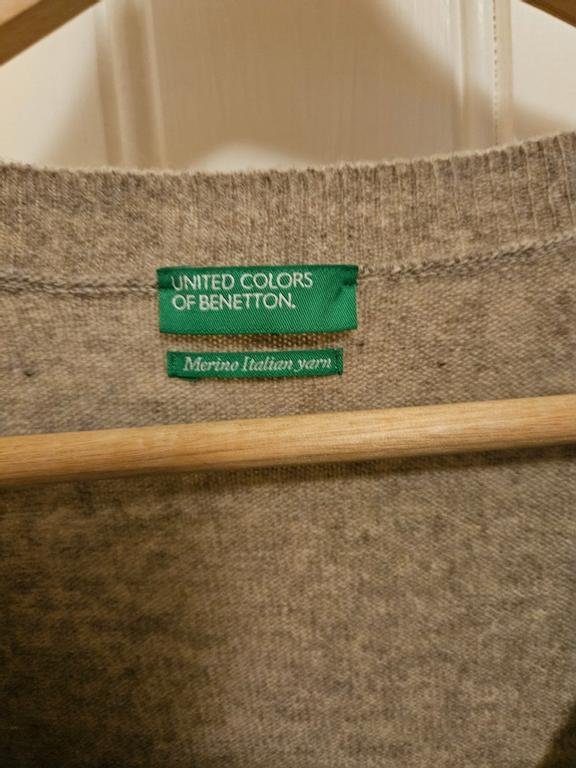 UNITED COLORS
OF BENETTON.
Merino Italian yarn